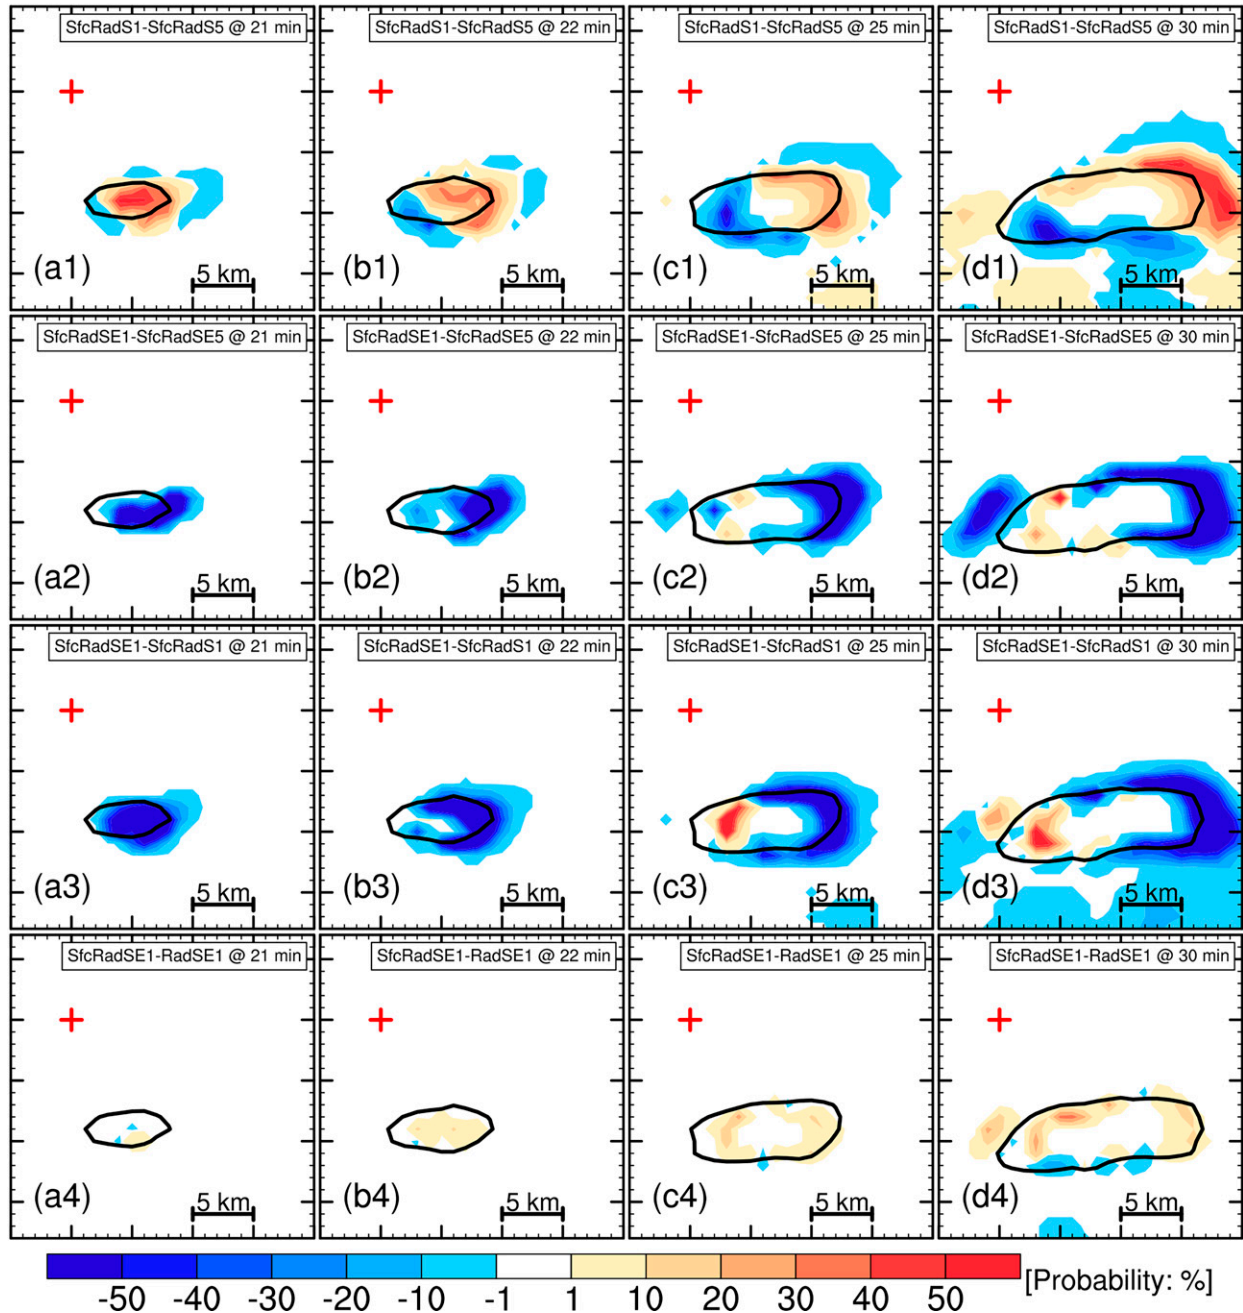 SfcRadS1-SfcRadS5 @ 21 min
SfcRadS1-SfcRadS5 @ 22 min
SfcRadS1-SfcRadS5 @ 25 min
SfcRadS1-SfcRadS5 @ 30 min
(a1)
5 km
(b1)
5 km
(c1)
5 km
(d1)
5 km
SfcRadSE1-SfcRadSE5 @ 21 min
SfcRadSE1-SfcRadSE5 @ 22 min
SfcRadSE1-SfcRadSE5 @ 25 min
SfcRadSE1-SfcRadSE5 @ 30 min
(a2)
5 km
(b2)
5 km
(c2)
5 km
(d2)
5 km
SfcRadSE1-SfcRadS1 @ 21 min
SfcRadSE1-SfcRadS1 @ 22 min
SfcRadSE1-SfcRadS1 @ 25 min
SfcRadSE1-SfcRadS1 @ 30 min
(a3)
5 km
(b3)
5 km
(c3)
5 km
(d3)
5 km
SfcRadSE1-RadSE1 @ 21 min
SfcRadSE1-RadSE1 @ 22 min
SfcRadSE1-RadSE1 @ 25 min
SfcRadSE1-RadSE1 @ 30 min
(a4)
5 km
(b4)
5 km
(c4)
5 km
(d4)
5 km
-50 -40 -30 -20 -10 -1 1 10 20 30 40 50 [Probability: %]